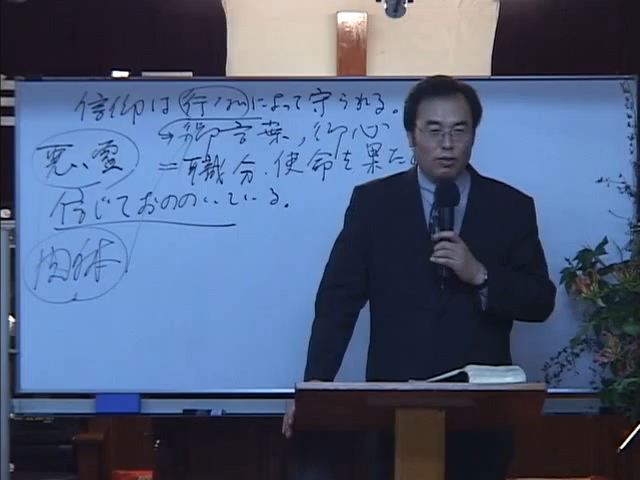 信仰は行いによって守られる。
御言葉,御心
悪い霊 = 職分、使命を果た
信じておののいている。
肉体